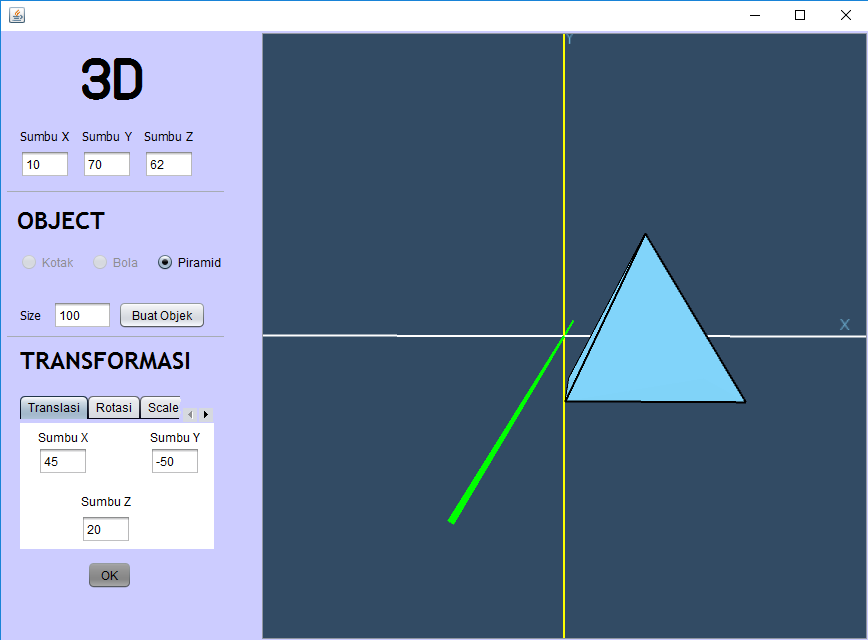 3D
Sumbu X Sumbu Y Sumbu Z
10 70 62
OBJECT
Kotak Bola Piramid
Size 100 Buat Objek
TRANSFORMASI
Translasi Rotasi Scale
Sumbu X Sumbu Y
45 -50
Sumbu Z
20
OK
Y
X